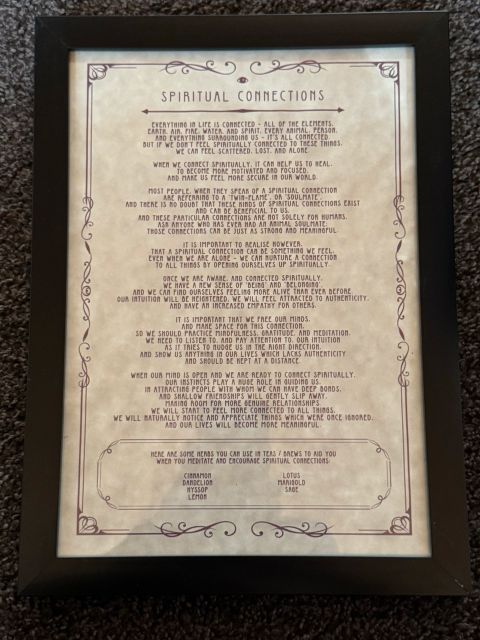 SPIRITUAL CONNECTIONS
EVERYTHING IN LIFE IS CONNECTED - ALL OF THE ELEMENTS,
EARTH, AIR, FIRE, WATER, AND SPIRIT, EVERY ANIMAL, PERSON,
AND EVERYTHING SURROUNDING US - IT'S ALL CONNECTED.
BUT IF WE DON'T FEEL SPIRITUALLY CONNECTED TO THESE THINGS,
WE CAN FEEL SCATTERED, LOST, AND ALONE.
WHEN WE CONNECT SPIRITUALLY, IT CAN HELP US TO HEAL,
TO BECOME MORE MOTIVATED AND FOCUSED,
AND MAKE US FEEL MORE SECURE IN OUR WORLD.
MOST PEOPLE, WHEN THEY SPEAK OF A SPIRITUAL CONNECTION
ARE REFERRING TO A 'TWIN-FLAME', OR 'SOULMATE'.
AND THERE IS NO DOUBT THAT THESE KINDS OF SPIRITUAL CONNECTIONS EXIST
AND CAN BE BENEFICIAL TO US.
AND THESE PARTICULAR CONNECTIONS ARE NOT SOLELY FOR HUMANS,
ASK ANYONE WHO HAS EVER HAD AN ANIMAL SOULMATE;
THOSE CONNECTIONS CAN BE JUST AS STRONG AND MEANINGFUL.
IT IS IMPORTANT TO REALISE HOWEVER,
THAT A SPIRITUAL CONNECTION CAN BE SOMETHING WE FEEL,
EVEN WHEN WE ARE ALONE - WE CAN NURTURE A CONNECTION
TO ALL THINGS BY OPENING OURSELVES UP SPIRITUALLY.
ONCE WE ARE AWARE, AND CONNECTED SPIRITUALLY,
WE HAVE A NEW SENSE OF 'BEING' AND 'BELONGING',
AND WE CAN FIND OURSELVES FEELING MORE ALIVE THAN EVER BEFORE.
OUR INTUITION WILL BE HEIGHTENED, WE WILL FEEL ATTRACTED TO AUTHENTICITY,
AND HAVE AN INCREASED EMPATHY FOR OTHERS.
IT IS IMPORTANT THAT WE FREE OUR MINDS,
AND MAKE SPACE FOR THIS CONNECTION,
SO WE SHOULD PRACTICE MINDFULNESS, GRATITUDE, AND MEDITATION.
WE NEED TO LISTEN TO, AND PAY ATTENTION TO, OUR INTUITION
AS IT TRIES TO NUDGE US IN THE RIGHT DIRECTION,
AND SHOW US ANYTHING IN OUR LIVES WHICH LACKS AUTHENTICITY
AND SHOULD BE KEPT AT A DISTANCE.
WHEN OUR MIND IS OPEN AND WE ARE READY TO CONNECT SPIRITUALLY,
OUR INSTINCTS PLAY A HUGE ROLE IN GUIDING US,
IN ATTRACTING PEOPLE WITH WHOM WE CAN HAVE DEEP BONDS,
AND SHALLOW FRIENDSHIPS WILL GENTLY SLIP AWAY,
MAKING ROOM FOR MORE GENUINE RELATIONSHIPS.
WE WILL START TO FEEL MORE CONNECTED TO ALL THINGS,
WE WILL NATURALLY NOTICE AND APPRECIATE THINGS WHICH WERE ONCE IGNORED,
AND OUR LIVES WILL BECOME MORE MEANINGFUL.
HERE ARE SOME HERBS YOU CAN USE IN TEAS / BREWS TO AID YOU
WHEN YOU MEDITATE AND ENCOURAGE SPIRITUAL CONNECTIONS:
CINNAMON
DANDELION
HYSSOP
LEMON
LOTUS
MARIGOLD
SAGE